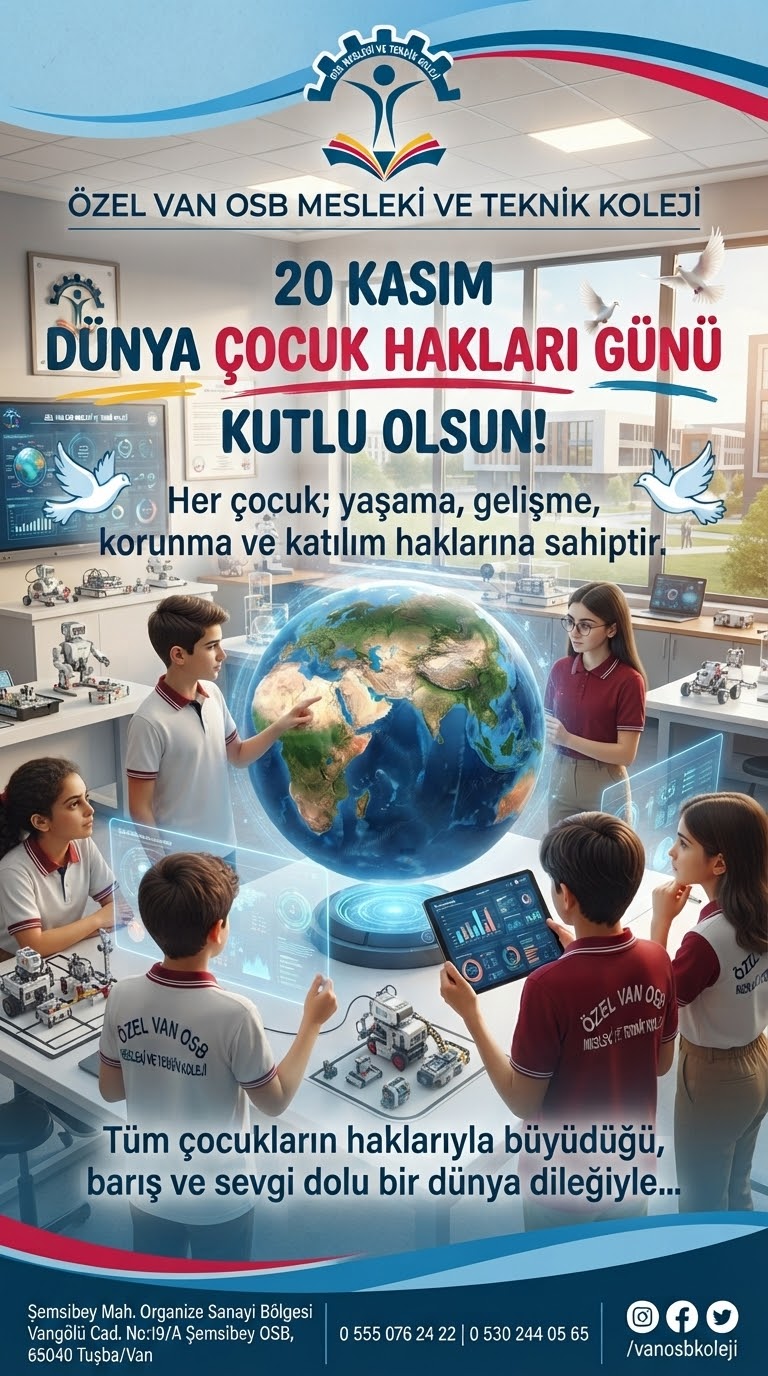 ÖZEL VAN OSB MESLEKİ VE TEKNİK KOLEJİ
20 KASIM
DÜNYA ÇOCUK HAKLARI GÜNÜ
KUTLU OLSUN!
Her çocuk; yaşama, gelişme,
korunma ve katılım haklarına sahiptir.
ÖZEL VAN OSB
ÖZEL VAN OSB
Tüm çocukların haklarıyla büyüdüğü,
barış ve sevgi dolu bir dünya dileğiyle...
Şemsibey Mah. Organize Sanayi Bölgesi
Vangölü Cad. No:19/A Şemsibey OSB,
65040 Tuşba/Van
0 555 076 24 22 | 0 530 244 05 65
/vanosbkoleji